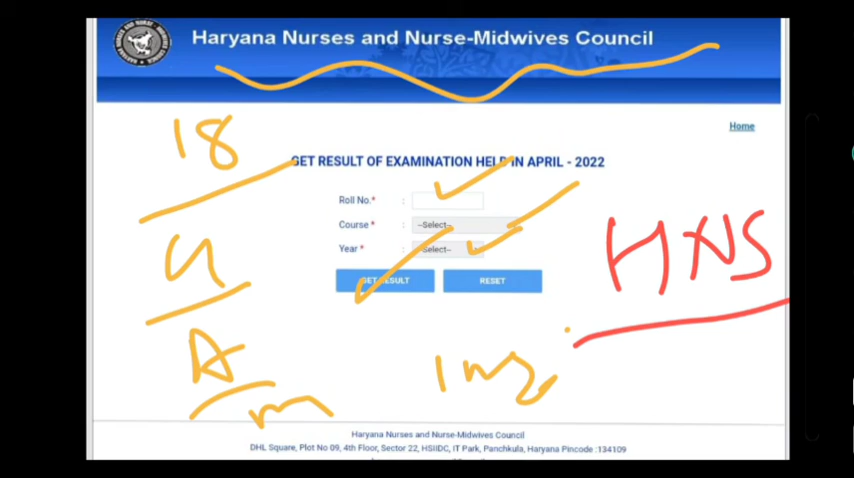 Haryana Nurses and Nurse-Midwives Council
Home
18
GET RESULT OF EXAMINATION HELP IN APRIL - 2022
Roll No.* :
Course * : --Select--
Year * : --Select--
HNS
GET RESULT RESET
A
m
Haryana Nurses and Nurse-Midwives Council
DHL Square, Plot No 09, 4th Floor, Sector 22, HSIIDC, IT Park, Panchkula, Haryana Pincode :134109